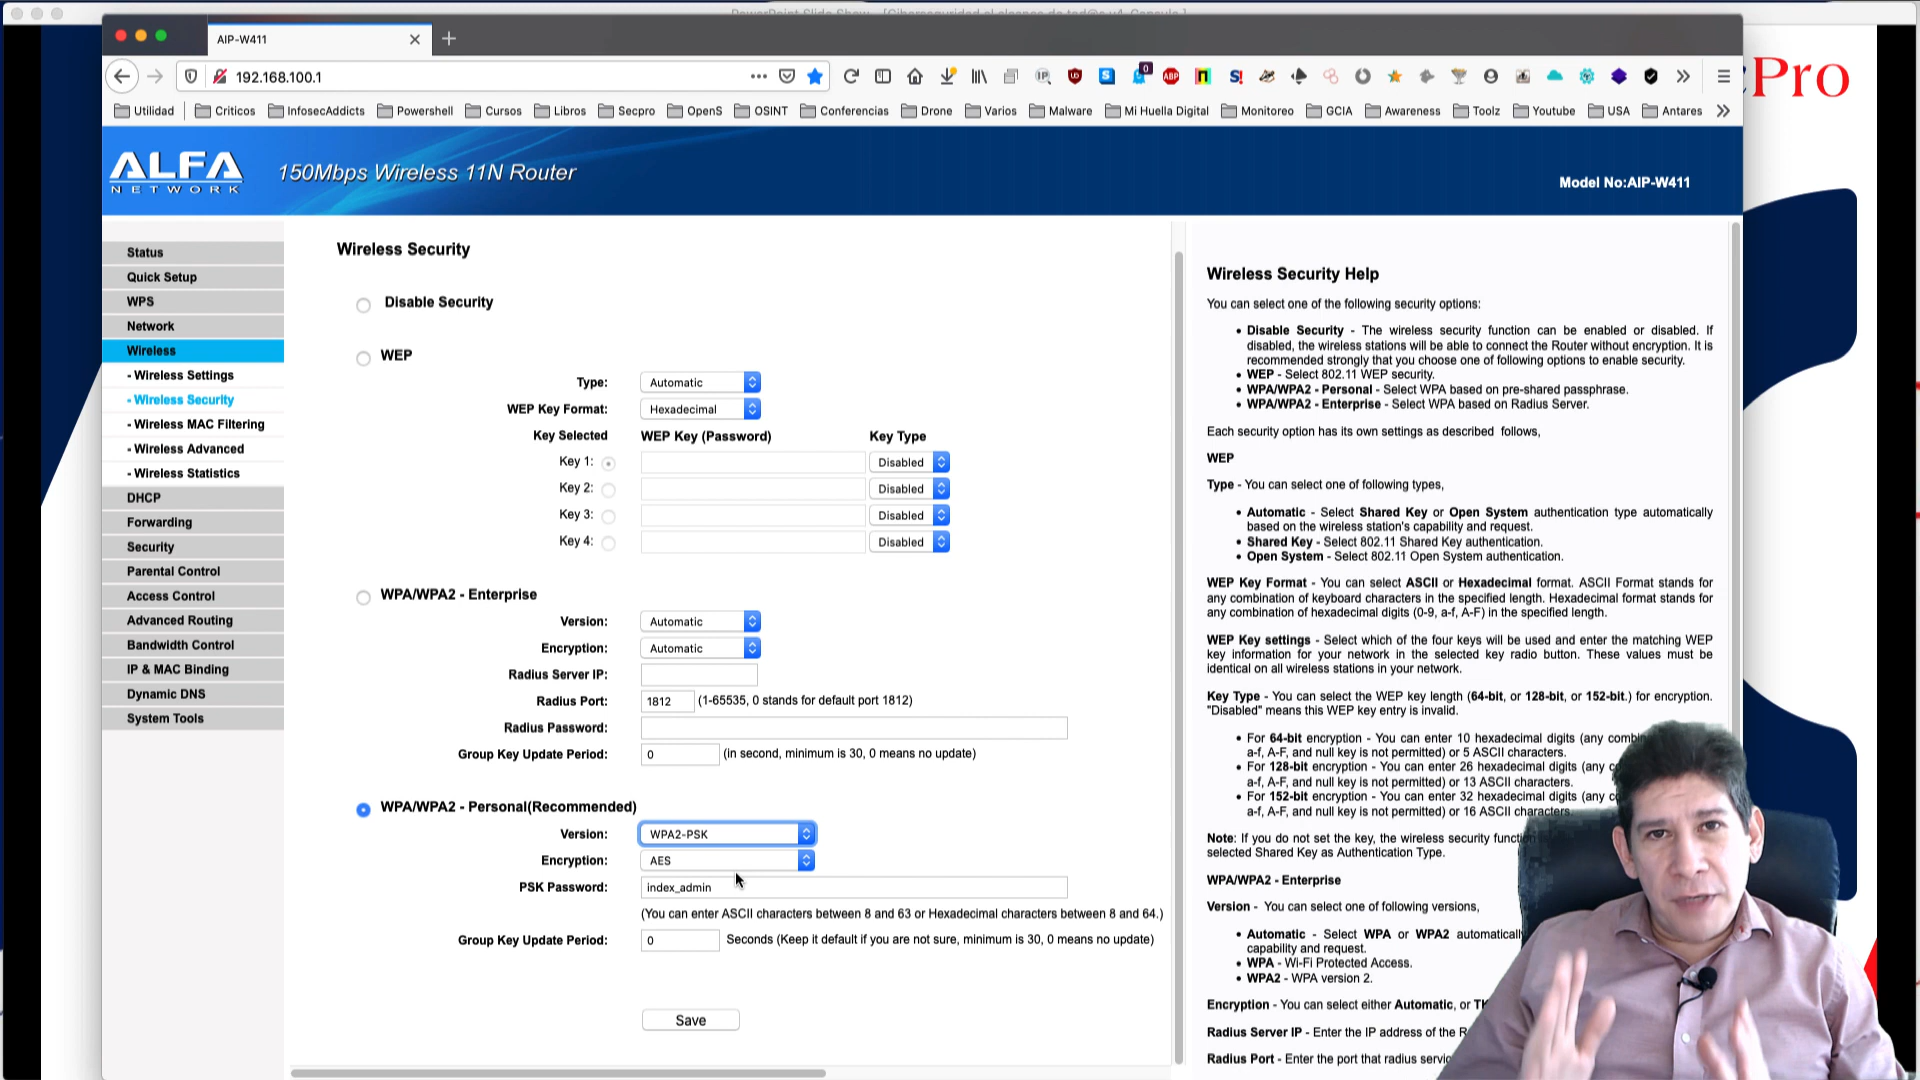 PowerPoint Slide Show - [Ciberseguridad al alcance de tod@s v4 -Capsula ]
AIP-W411
192.168.100.1
Utilidad
Criticos
InfosecAddicts
Powershell
Cursos
Libros
Secpro
OpenS
OSINT
Conferencias
Drone
Varios
Malware
Mi Huella Digital
Monitoreo
GCIA
Awareness
Toolz
Youtube
USA
Antares
Pro
ALFA
NETWORK
150Mbps Wireless 11N Router
Model No:AIP-W411
Status
Quick Setup
WPS
Network
Wireless
- Wireless Settings
- Wireless Security
- Wireless MAC Filtering
- Wireless Advanced
- Wireless Statistics
DHCP
Forwarding
Security
Parental Control
Access Control
Advanced Routing
Bandwidth Control
IP & MAC Binding
Dynamic DNS
System Tools
Wireless Security
Disable Security
WEP
Type: Automatic
WEP Key Format: Hexadecimal
Key Selected WEP Key (Password) Key Type
Key 1: Disabled
Key 2: Disabled
Key 3: Disabled
Key 4: Disabled
WPA/WPA2 - Enterprise
Version: Automatic
Encryption: Automatic
Radius Server IP:
Radius Port: 1812 (1-65535, 0 stands for default port 1812)
Radius Password:
Group Key Update Period: 0 (in second, minimum is 30, 0 means no update)
WPA/WPA2 - Personal(Recommended)
Version: WPA2-PSK
Encryption: AES
PSK Password: index_admin
(You can enter ASCII characters between 8 and 63 or Hexadecimal characters between 8 and 64.)
Group Key Update Period: 0 Seconds (Keep it default if you are not sure, minimum is 30, 0 means no update)
Save
Wireless Security Help
You can select one of the following security options:
• Disable Security - The wireless security function can be enabled or disabled. If
disabled, the wireless stations will be able to connect the Router without encryption. It is
recommended strongly that you choose one of following options to enable security.
• WEP - Select 802.11 WEP security.
• WPA/WPA2 - Personal - Select WPA based on pre-shared passphrase.
• WPA/WPA2 - Enterprise - Select WPA based on Radius Server.
Each security option has its own settings as described follows,
WEP
Type - You can select one of following types,
• Automatic - Select Shared Key or Open System authentication type automatically
based on the wireless station's capability and request.
• Shared Key - Select 802.11 Shared Key authentication.
• Open System - Select 802.11 Open System authentication.
WEP Key Format - You can select ASCII or Hexadecimal format. ASCII Format stands for
any combination of keyboard characters in the specified length. Hexadecimal format stands for
any combination of hexadecimal digits (0-9, a-f, A-F) in the specified length.
WEP Key settings - Select which of the four keys will be used and enter the matching WEP
key information for your network in the selected key radio button. These values must be
identical on all wireless stations in your network.
Key Type - You can select the WEP key length (64-bit, or 128-bit, or 152-bit.) for encryption.
"Disabled" means this WEP key entry is invalid.
• For 64-bit encryption - You can enter 10 hexadecimal digits (any
a-f, A-F, and null key is not permitted) or 5 ASCII characters.
• For 128-bit encryption - You can enter 26 hexadecimal digits (any
a-f, A-F, and null key is not permitted) or 13 ASCII characters.
• For 152-bit encryption - You can enter 32 hexadecimal digits (any
a-f, A-F, and null key is not permitted) or 16 ASCII characters.
Note: If you do not set the key, the wireless security
selected Shared Key as Authentication Type.
WPA/WPA2 - Enterprise
Version - You can select one of following versions,
• Automatic - Select WPA or WPA2
capability and request.
• WPA - Wi-Fi Protected Access.
• WPA2 - WPA version 2.
Encryption - You can select either Automatic, or
Radius Server IP - Enter the IP address of the
Radius Port - Enter the port that radius